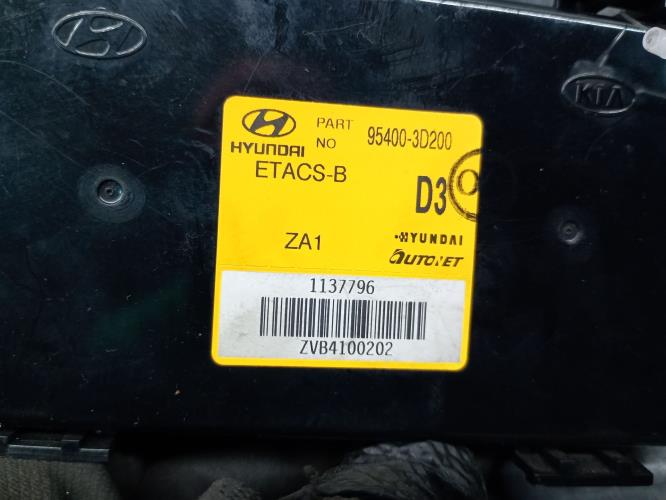 KIA
PART
NO
95400-3D200
HYUNDAI
ETACS-B
D3
ZA1
HYUNDAI
AUTONET
1137796
ZVB4100202